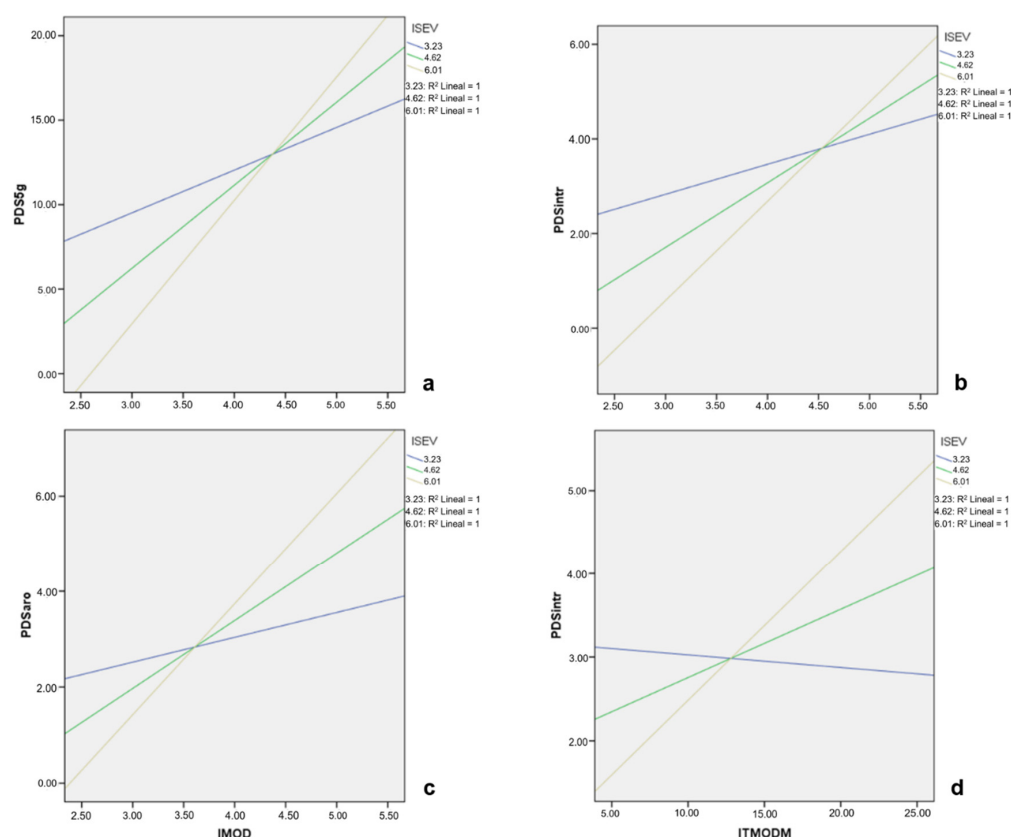 ISEV
3.23
4.62
6.01
3.23: R² Lineal = 1
4.62: R² Lineal = 1
6.01: R² Lineal = 1
20.00
15.00
10.00
5.00
0.00
PDS5g
2.50 3.00 3.50 4.00 4.50 5.00 5.50
a
ISEV
3.23
4.62
6.01
3.23: R² Lineal = 1
4.62: R² Lineal = 1
6.01: R² Lineal = 1
6.00
4.00
2.00
0.00
PDSintr
2.50 3.00 3.50 4.00 4.50 5.00 5.50
b
ISEV
3.23
4.62
6.01
3.23: R² Lineal = 1
4.62: R² Lineal = 1
6.01: R² Lineal = 1
6.00
4.00
2.00
0.00
PDSaro
2.50 3.00 3.50 4.00 4.50 5.00 5.50
IMOD
c
ISEV
3.23
4.62
6.01
3.23: R² Lineal = 1
4.62: R² Lineal = 1
6.01: R² Lineal = 1
5.00
4.00
3.00
2.00
PDSintr
5.00 10.00 15.00 20.00 25.00
ITMODM
d